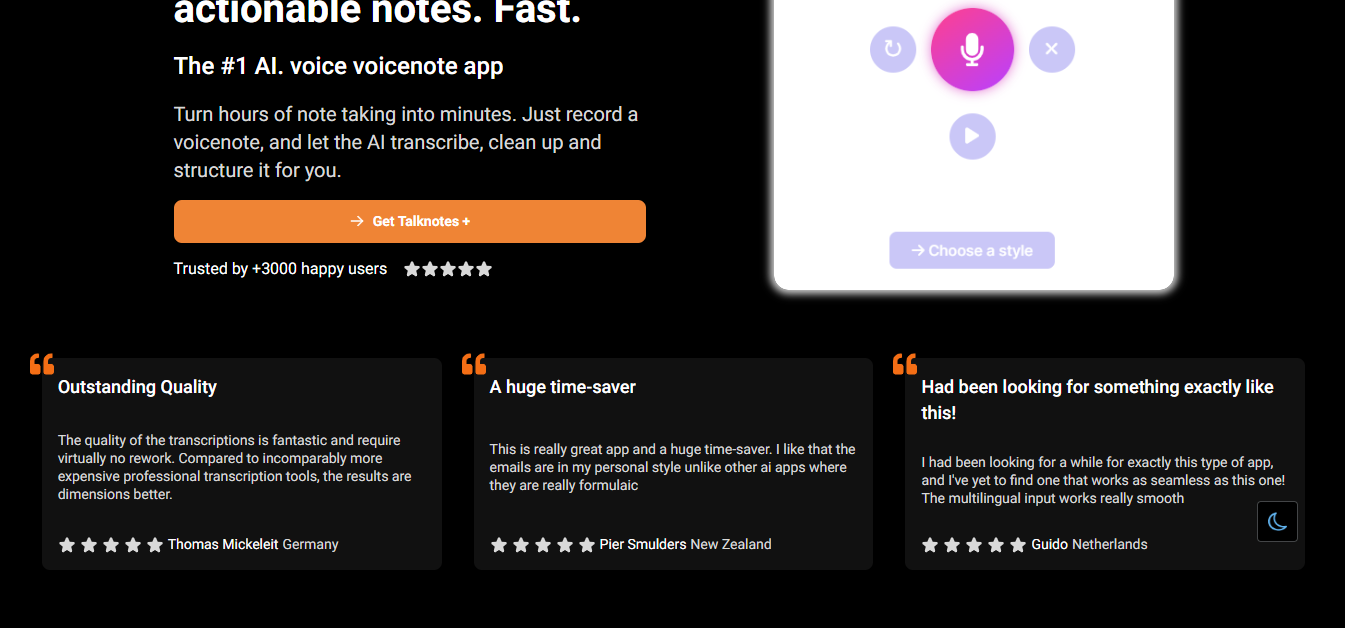 actionable notes. Fast.
The #1 AI. voice voicenote app
Turn hours of note taking into minutes. Just record a
voicenote, and let the AI transcribe, clean up and
structure it for you.
→ Get Talknotes +
Trusted by +3000 happy users
→ Choose a style
Outstanding Quality
The quality of the transcriptions is fantastic and require
virtually no rework. Compared to incomparably more
expensive professional transcription tools, the results are
dimensions better.
Thomas Mickeleit Germany
A huge time-saver
This is really great app and a huge time-saver. I like that the
emails are in my personal style unlike other ai apps where
they are really formulaic
Pier Smulders New Zealand
Had been looking for something exactly like
this!
I had been looking for a while for exactly this type of app,
and I've yet to find one that works as seamless as this one!
The multilingual input works really smooth
Guido Netherlands